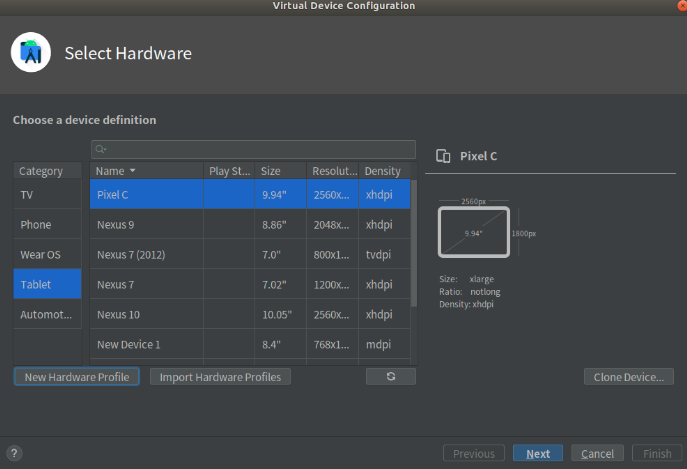 Virtual Device Configuration
Select Hardware
Choose a device definition
Category
TV
Phone
Wear OS
Tablet
Automot...
Name Play St... Size Resolut... Density
Pixel C 9.94" 2560x... xhdpi
Nexus 9 8.86" 2048x... xhdpi
Nexus 7 (2012) 7.0" 800x1... tvdpi
Nexus 7 7.02" 1200x... xhdpi
Nexus 10 10.05" 2560x... xhdpi
New Device 1 8.4" 768x1... mdpi
New Hardware Profile Import Hardware Profiles
Pixel C
2560px
9.94"
1800px
Size: xlarge
Ratio: notlong
Density: xhdpi
Clone Device...
? Previous Next Cancel Finish